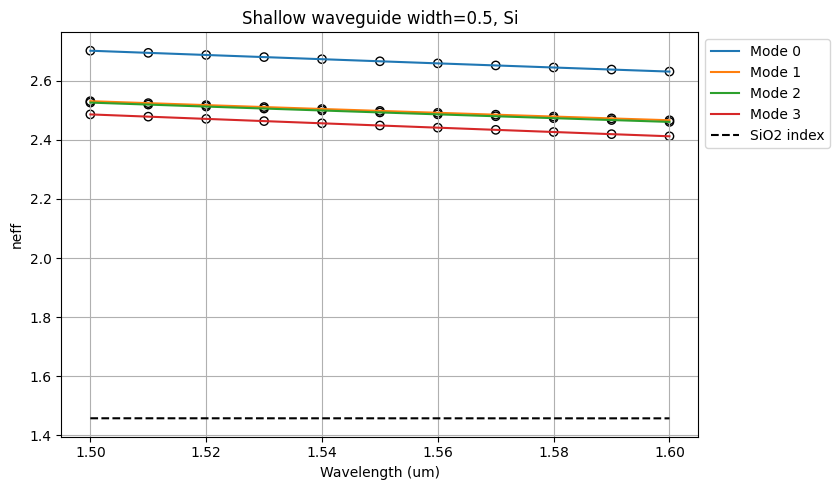 Shallow waveguide width=0.5, Si
Mode 0
Mode 1
Mode 2
Mode 3
SiO2 index
neff
2.6
2.4
2.2
2.0
1.8
1.6
1.4
1.50
1.52
1.54
1.56
1.58
1.60
Wavelength (um)